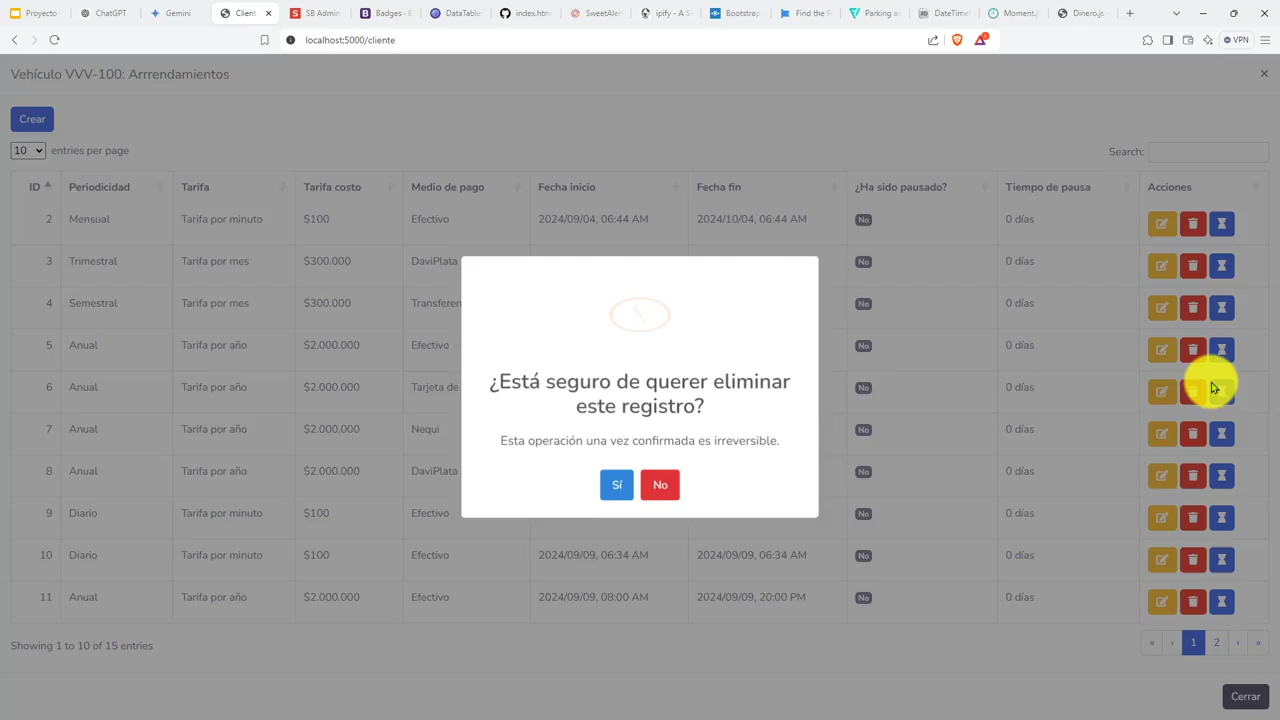 Proyecto
ChatGPT
Gemini
Client
SB Admin
Badges - B
DataTable
index.htm
SweetAler
ipify - A S
Bootstrap
Find the P
Parking a
DateTime
Moment.j
Dinero.js
localhost:5000/cliente
VPN
Vehículo VVV-100: Arrrendamientos
Crear
10 entries per page
Search:
ID Periodicidad Tarifa Tarifa costo Medio de pago Fecha inicio Fecha fin ¿Ha sido pausado? Tiempo de pausa Acciones
2 Mensual Tarifa por minuto $100 Efectivo 2024/09/04, 06:44 AM 2024/10/04, 06:44 AM No 0 días
3 Trimestral Tarifa por mes $300.000 DaviPlata No 0 días
4 Semestral Tarifa por mes $300.000 Transferen No 0 días
5 Anual Tarifa por año $2.000.000 Efectivo No 0 días
6 Anual Tarifa por año $2.000.000 Tarjeta de No 0 días
7 Anual Tarifa por año $2.000.000 Nequi No 0 días
8 Anual Tarifa por año $2.000.000 DaviPlata No 0 días
9 Diario Tarifa por minuto $100 Efectivo No 0 días
10 Diario Tarifa por minuto $100 Efectivo 2024/09/09, 06:34 AM 2024/09/09, 06:34 AM No 0 días
11 Anual Tarifa por año $2.000.000 Efectivo 2024/09/09, 08:00 AM 2024/09/09, 20:00 PM No 0 días
¿Está seguro de querer eliminar
este registro?
Esta operación una vez confirmada es irreversible.
Sí No
Showing 1 to 10 of 15 entries
« ‹ 1 2 › »
Cerrar